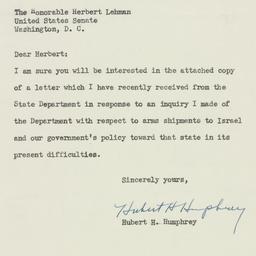 The Honorable Herbert Lehman
United States Senate
Washington, D. C.
Dear Herbert:
I am sure you will be interested in the attached copy
of a letter which I have recently received from the
State Department in response to an inquiry I made of
the Department with respect to arms shipments to Israel
and our government's policy toward that state in its
present difficulties.
Sincerely yours,
Hubert H Humphrey
Hubert H. Humphrey